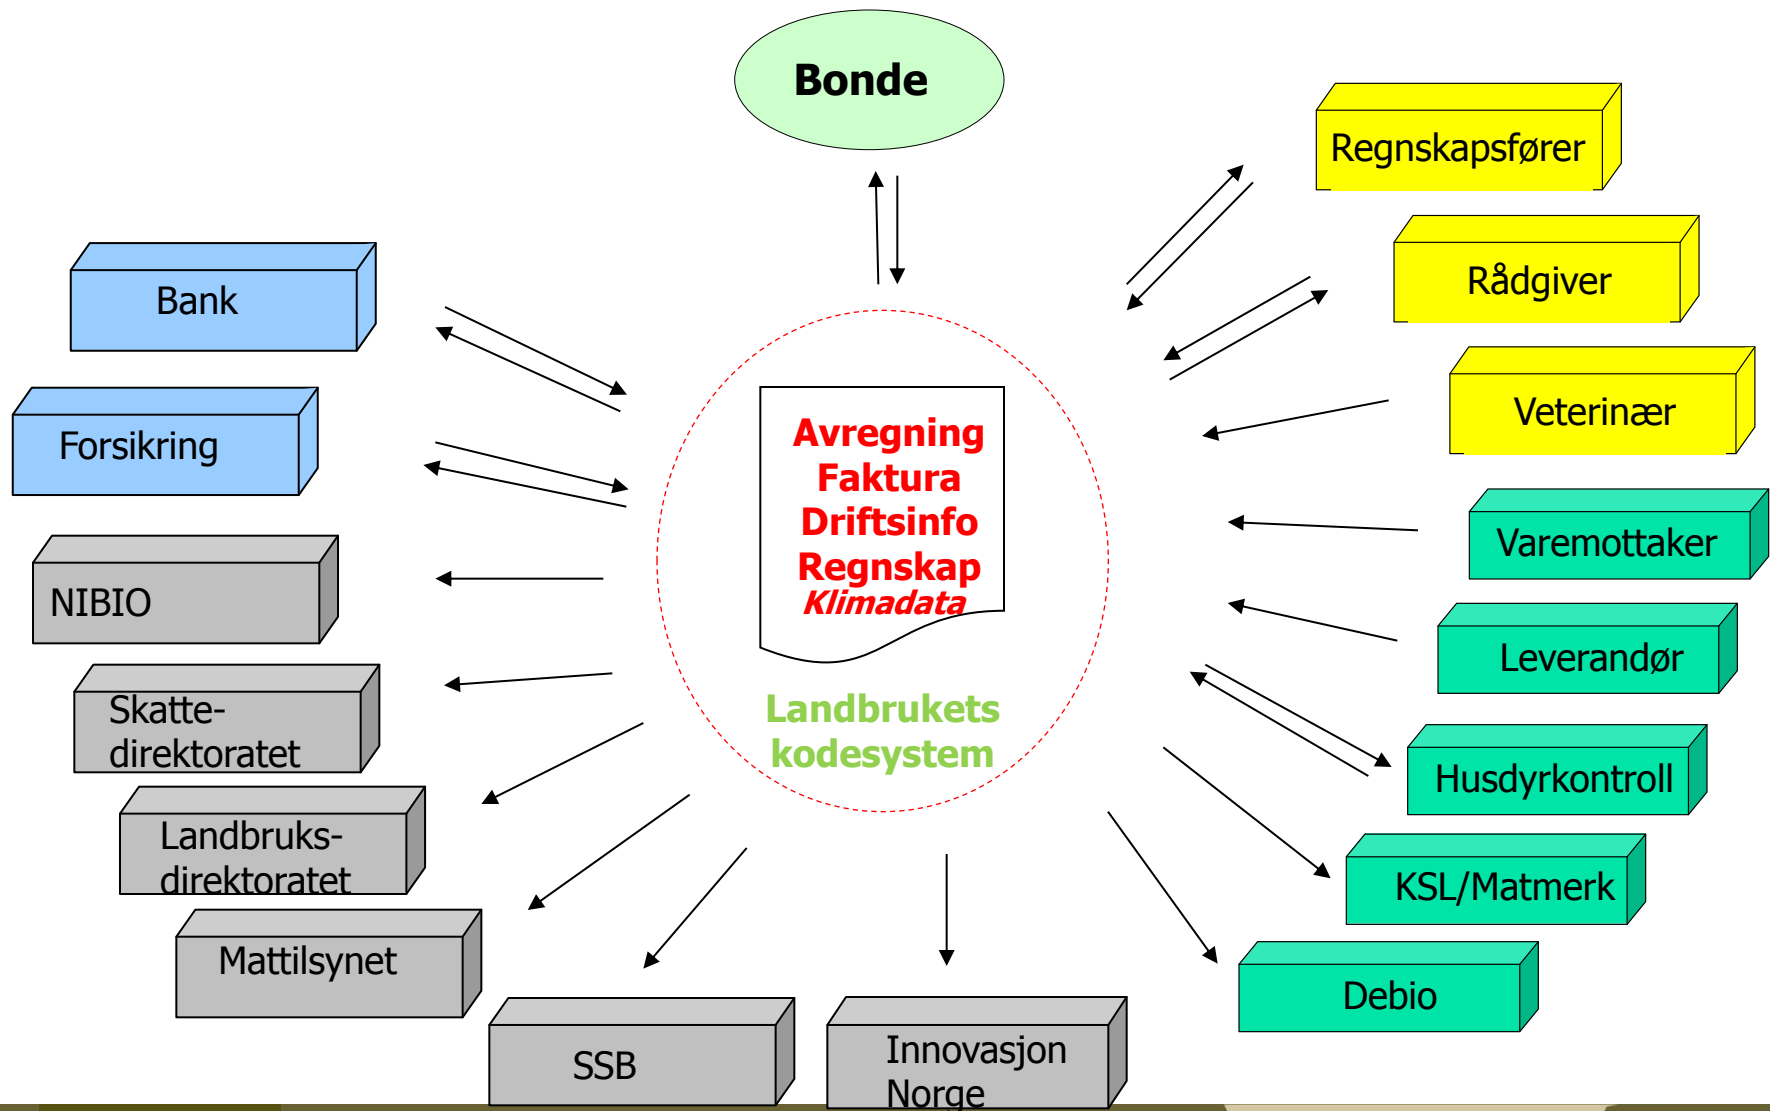 Bonde
Regnskapsfører
Rådgiver
Veterinær
Varemottaker
Leverandør
Husdyrkontroll
KSL/Matmerk
Debio
Bank
Forsikring
NIBIO
Skatte-
direktoratet
Landbruks-
direktoratet
Mattilsynet
SSB
Innovasjon
Norge
Avregning
Faktura
Driftsinfo
Regnskap
Klimadata
Landbrukets
kodesystem